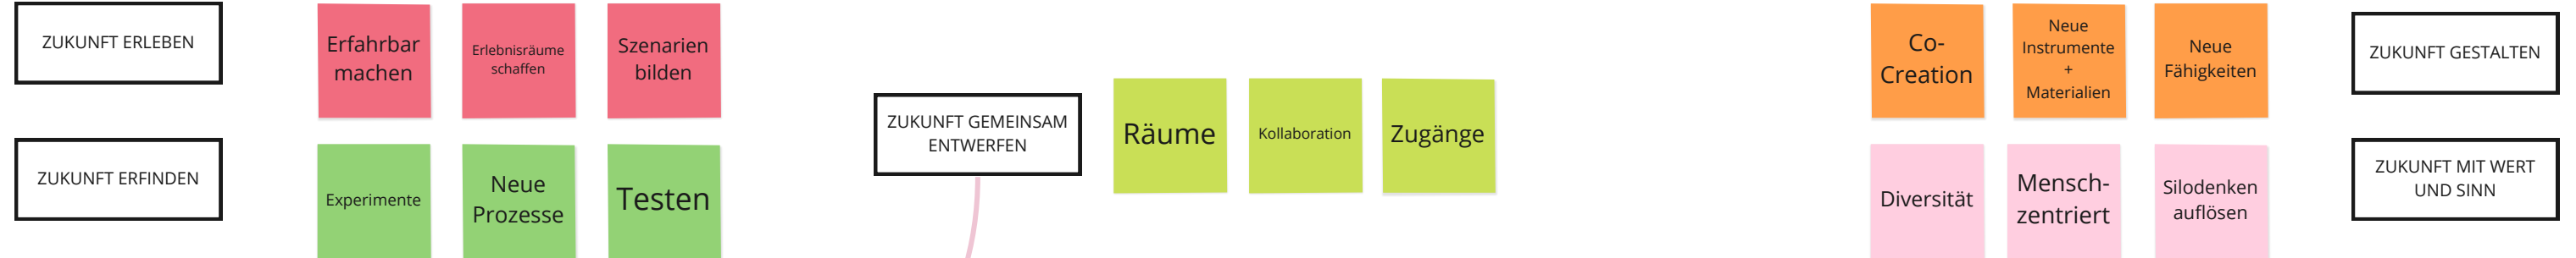 ZUKUNFT ERLEBEN
Erfahrbar
machen
Erlebnisräume
schaffen
Szenarien
bilden
ZUKUNFT ERFINDEN
Experimente
Neue
Prozesse
Testen
ZUKUNFT GEMEINSAM
ENTWERFEN
Räume
Kollaboration
Zugänge
Co-
Creation
Neue
Instrumente
+
Materialien
Neue
Fähigkeiten
ZUKUNFT GESTALTEN
Diversität
Mensch-
zentriert
Silodenken
auflösen
ZUKUNFT MIT WERT
UND SINN